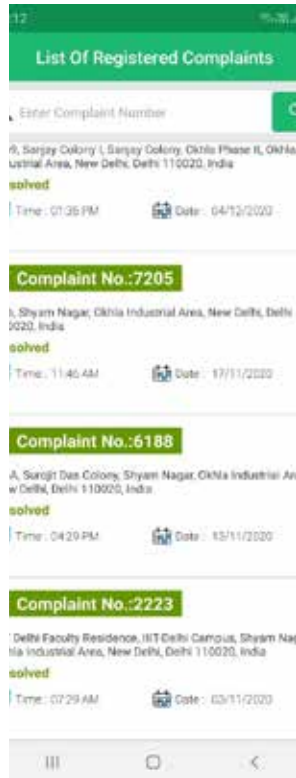 :12
List Of Registered Complaints
Enter Complaint Number
Sanjay Colony I, Sanjay Colony, Okhla Phase II, Okhla
ustrial Area, New Delhi, Delhi 110020, India
solved
Time : 01:36 PM Date : 04/12/2020
Complaint No.:7205
, Shyam Nagar, Okhla Industrial Area, New Delhi, Delhi
0020, India
solved
Time : 11:46 AM Date : 17/11/2020
Complaint No.:6188
A, Surojit Das Colony, Shyam Nagar, Okhla Industrial Ar
w Delhi, Delhi 110020, India
solved
Time : 04:29 PM Date : 13/11/2020
Complaint No.:2223
Delhi Faculty Residence, IIT Delhi Campus, Shyam Nag
hla Industrial Area, New Delhi, Delhi 110020, India
solved
Time : 07:29 AM Date : 03/11/2020